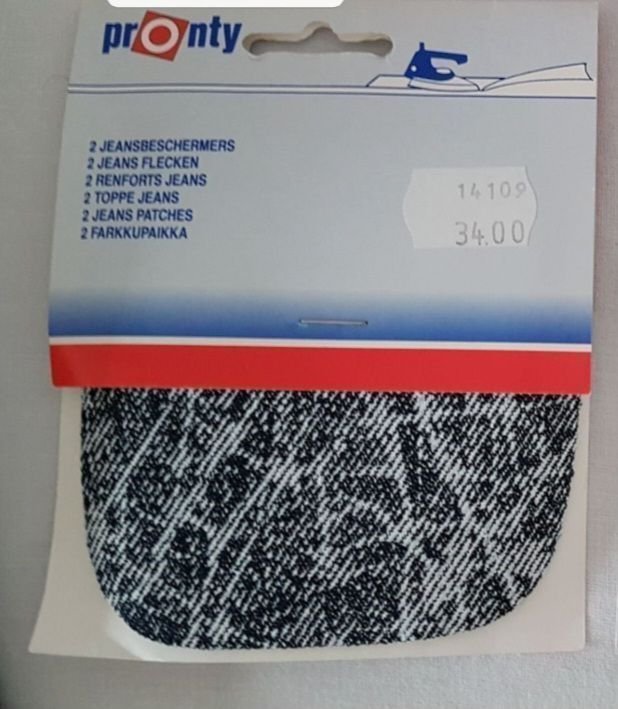 pronty
2 JEANSBESCHERMERS
2 JEANS FLECKEN
2 RENFORTS JEANS
2 TOPPE JEANS
2 JEANS PATCHES
2 FARKKUPAIKKA
14109
34.00